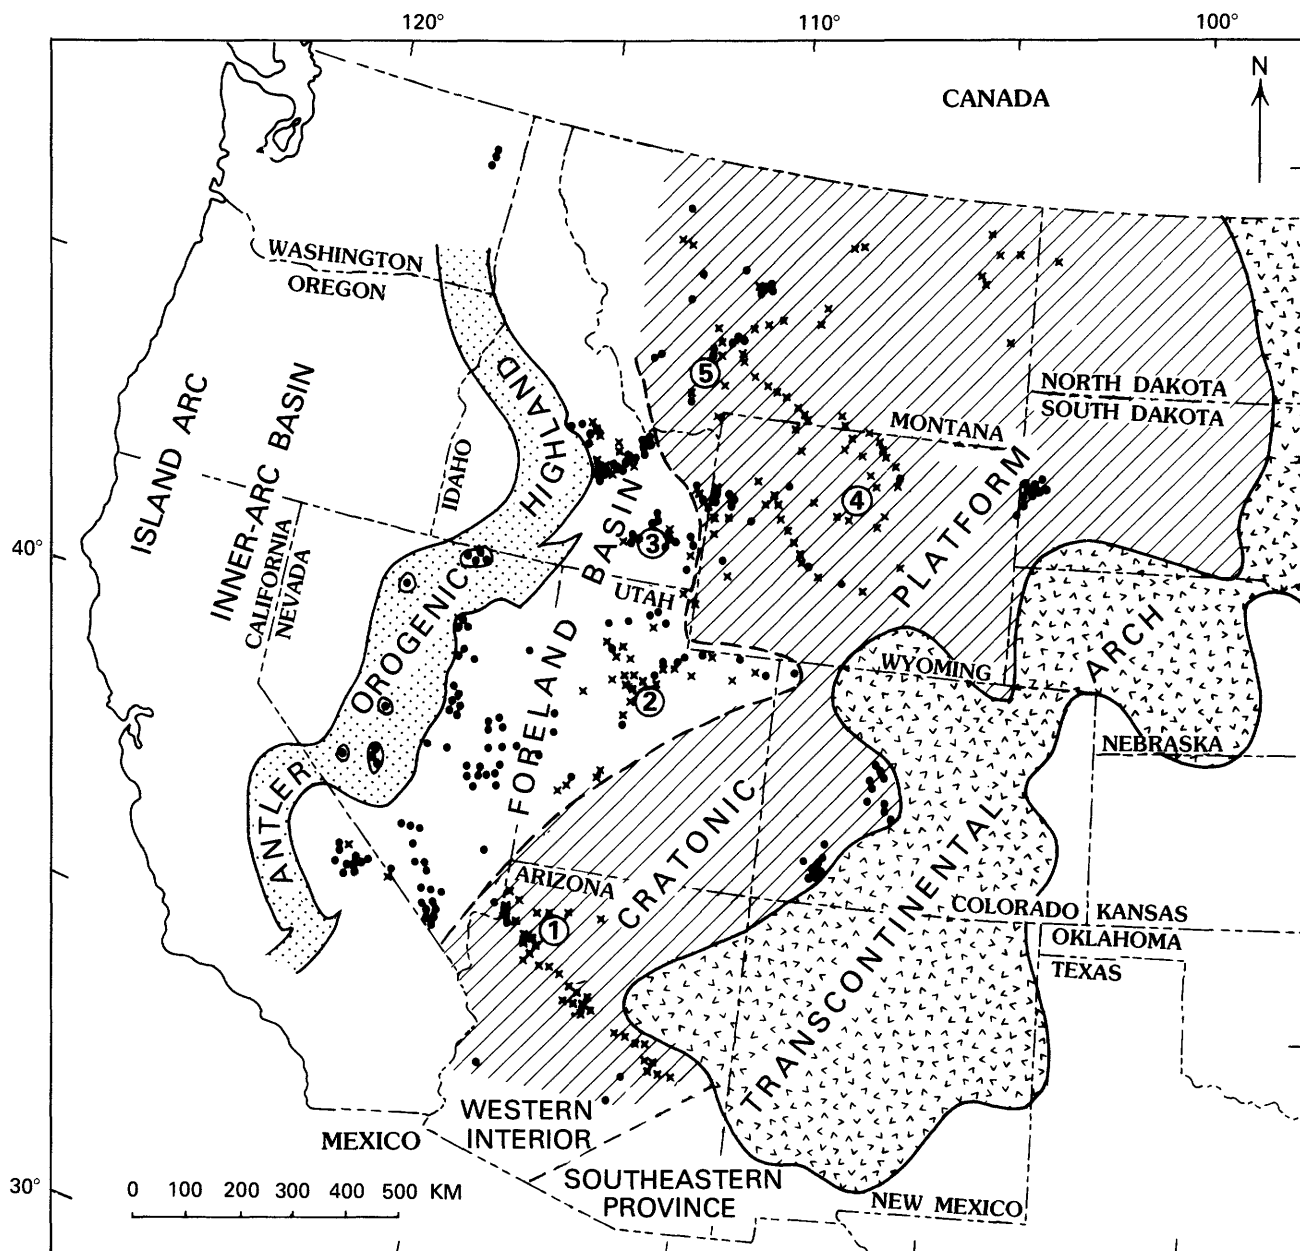 120°
110°
100°
N
CANADA
WASHINGTON
OREGON
ISLAND ARC
INNER-ARC BASIN
CALIFORNIA
NEVADA
IDAHO
ANTLER OROGENIC HIGHLAND
FORELAND BASIN
CRATONIC PLATFORM
TRANSCONTINENTAL ARCH
NORTH DAKOTA
SOUTH DAKOTA
MONTANA
5
4
3
40°
UTAH
WYOMING
2
NEBRASKA
ARIZONA
1
COLORADO
KANSAS
OKLAHOMA
TEXAS
WESTERN
INTERIOR
MEXICO
SOUTHEASTERN
PROVINCE
NEW MEXICO
30°
0 100 200 300 400 500 KM